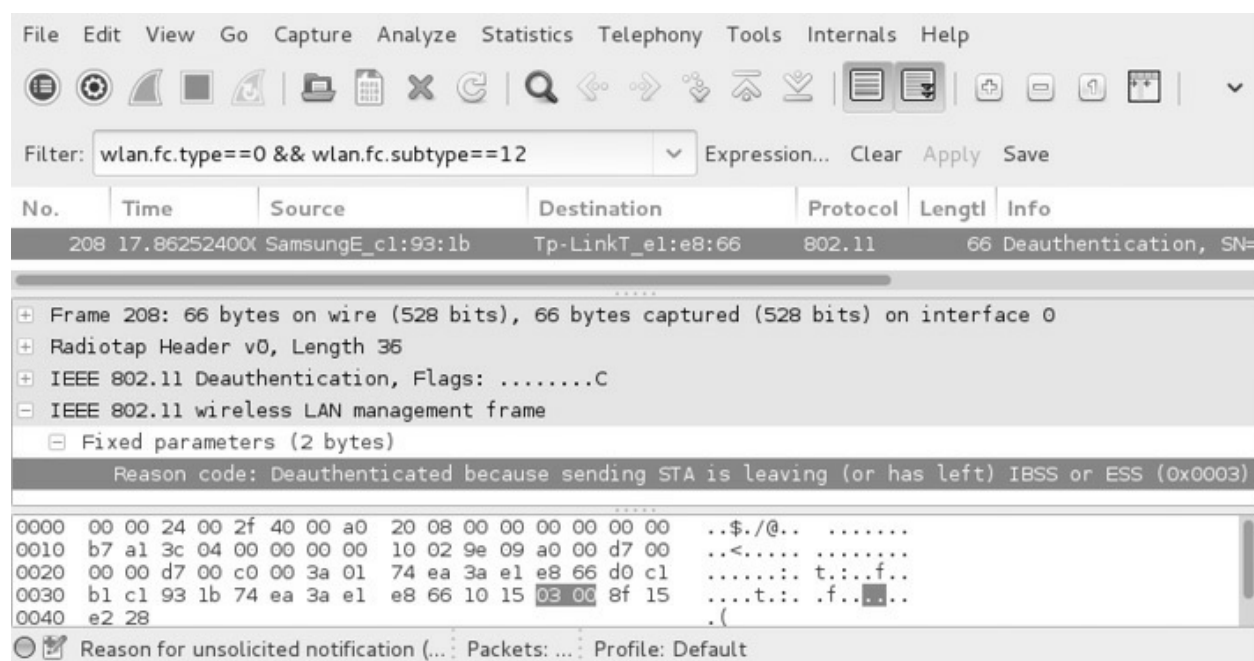 File Edit View Go Capture Analyze Statistics Telephony Tools Internals Help
Filter: wlan.fc.type==0 && wlan.fc.subtype==12 Expression... Clear Apply Save
No. Time Source Destination Protocol Lengtl Info
208 17.86252400( SamsungE_c1:93:1b Tp-LinkT_e1:e8:66 802.11 66 Deauthentication, SN=
Frame 208: 66 bytes on wire (528 bits), 66 bytes captured (528 bits) on interface 0
Radiotap Header v0, Length 36
IEEE 802.11 Deauthentication, Flags: ........C
IEEE 802.11 wireless LAN management frame
Fixed parameters (2 bytes)
Reason code: Deauthenticated because sending STA is leaving (or has left) IBSS or ESS (0x0003)
0000 00 00 24 00 2f 40 00 a0 20 08 00 00 00 00 00 00 ..$./@.. ........
0010 b7 a1 3c 04 00 00 00 00 10 02 9e 09 a0 00 d7 00 ..<..... ........
0020 00 00 d7 00 c0 00 3a 01 74 ea 3a e1 e8 66 d0 c1 ......:. t.:..f..
0030 b1 c1 93 1b 74 ea 3a e1 e8 66 10 15 03 00 8f 15 ....t.:. .f......
0040 e2 28 .(
Reason for unsolicited notification (... Packets: ... Profile: Default